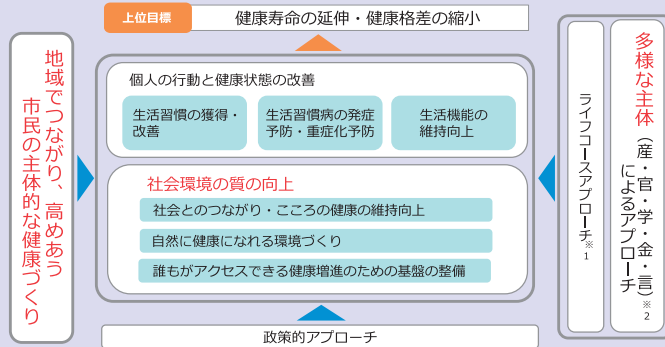 上位目標
健康寿命の延伸・健康格差の縮小
地域でつながり、高めあう
市民の主体的な健康づくり
個人の行動と健康状態の改善
生活習慣の獲得・
改善
生活習慣病の発症
予防・重症化予防
生活機能の
維持向上
社会環境の質の向上
社会とのつながり・こころの健康の維持向上
自然に健康になれる環境づくり
誰もがアクセスできる健康増進のための基盤の整備
多様な主体（産・官・学・金・言）※2
によるアプローチ
ライフコースアプローチ※1
政策的アプローチ